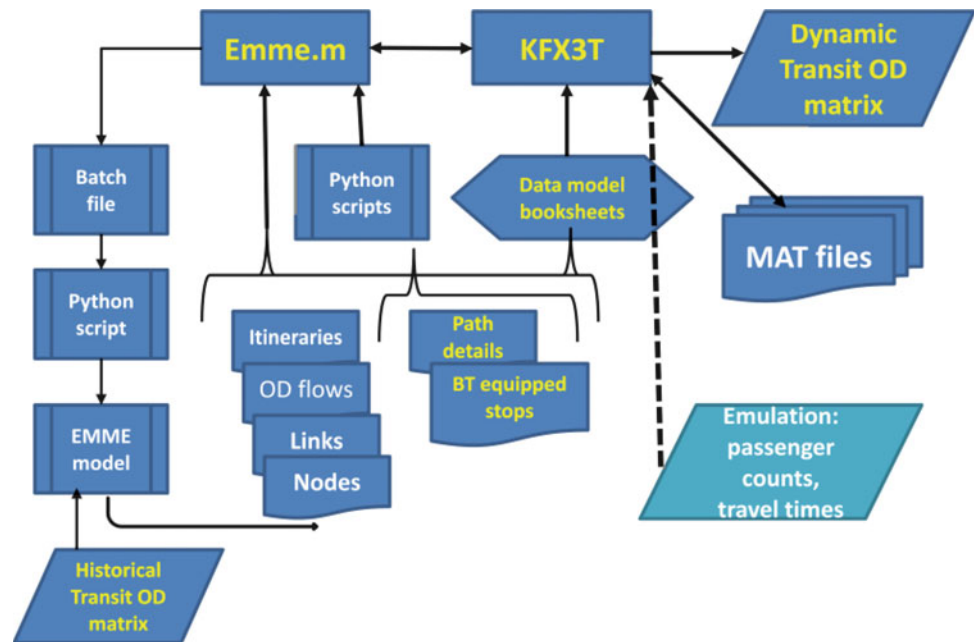 Emme.m
KFX3T
Dynamic
Transit OD
matrix
Batch
file
Python
scripts
Data model
booksheets
MAT files
Python
script
Itineraries
OD flows
Links
Nodes
Path
details
BT equipped
stops
EMME
model
Emulation:
passenger
counts,
travel times
Historical
Transit OD
matrix